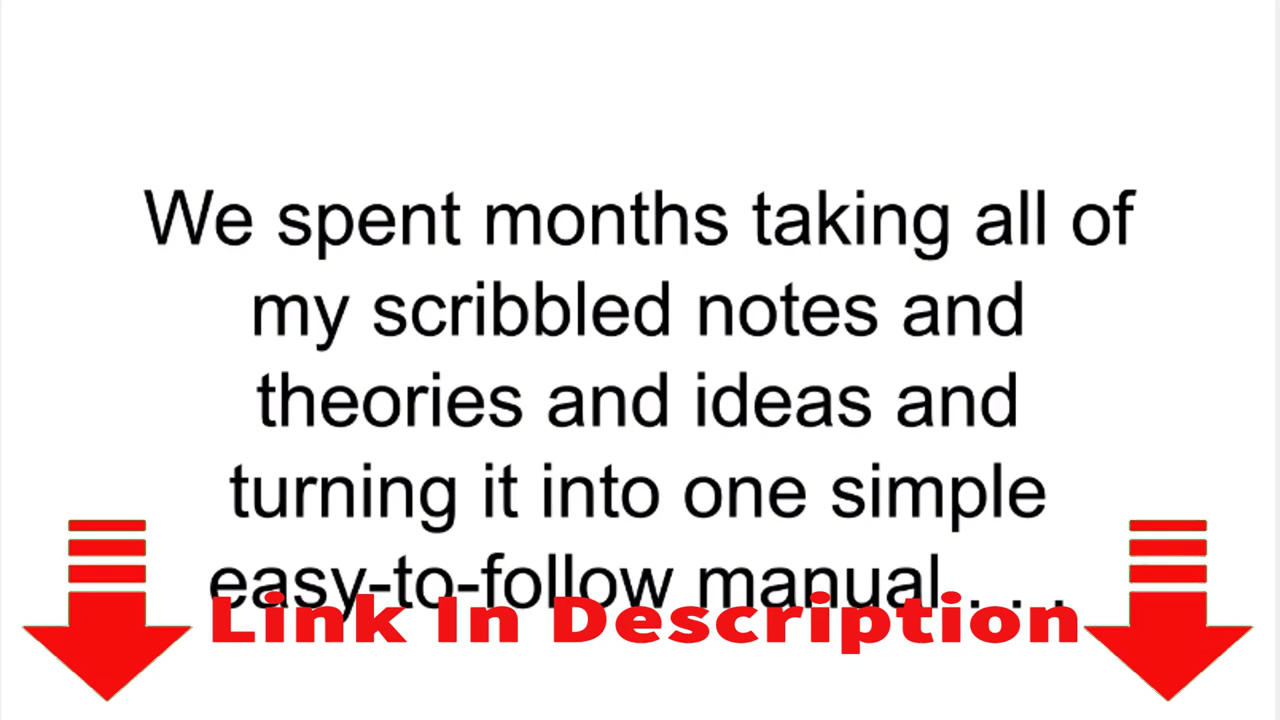 We spent months taking all of
my scribbled notes and
theories and ideas and
turning it into one simple
easy-to-follow manual. . . .
Link In Description